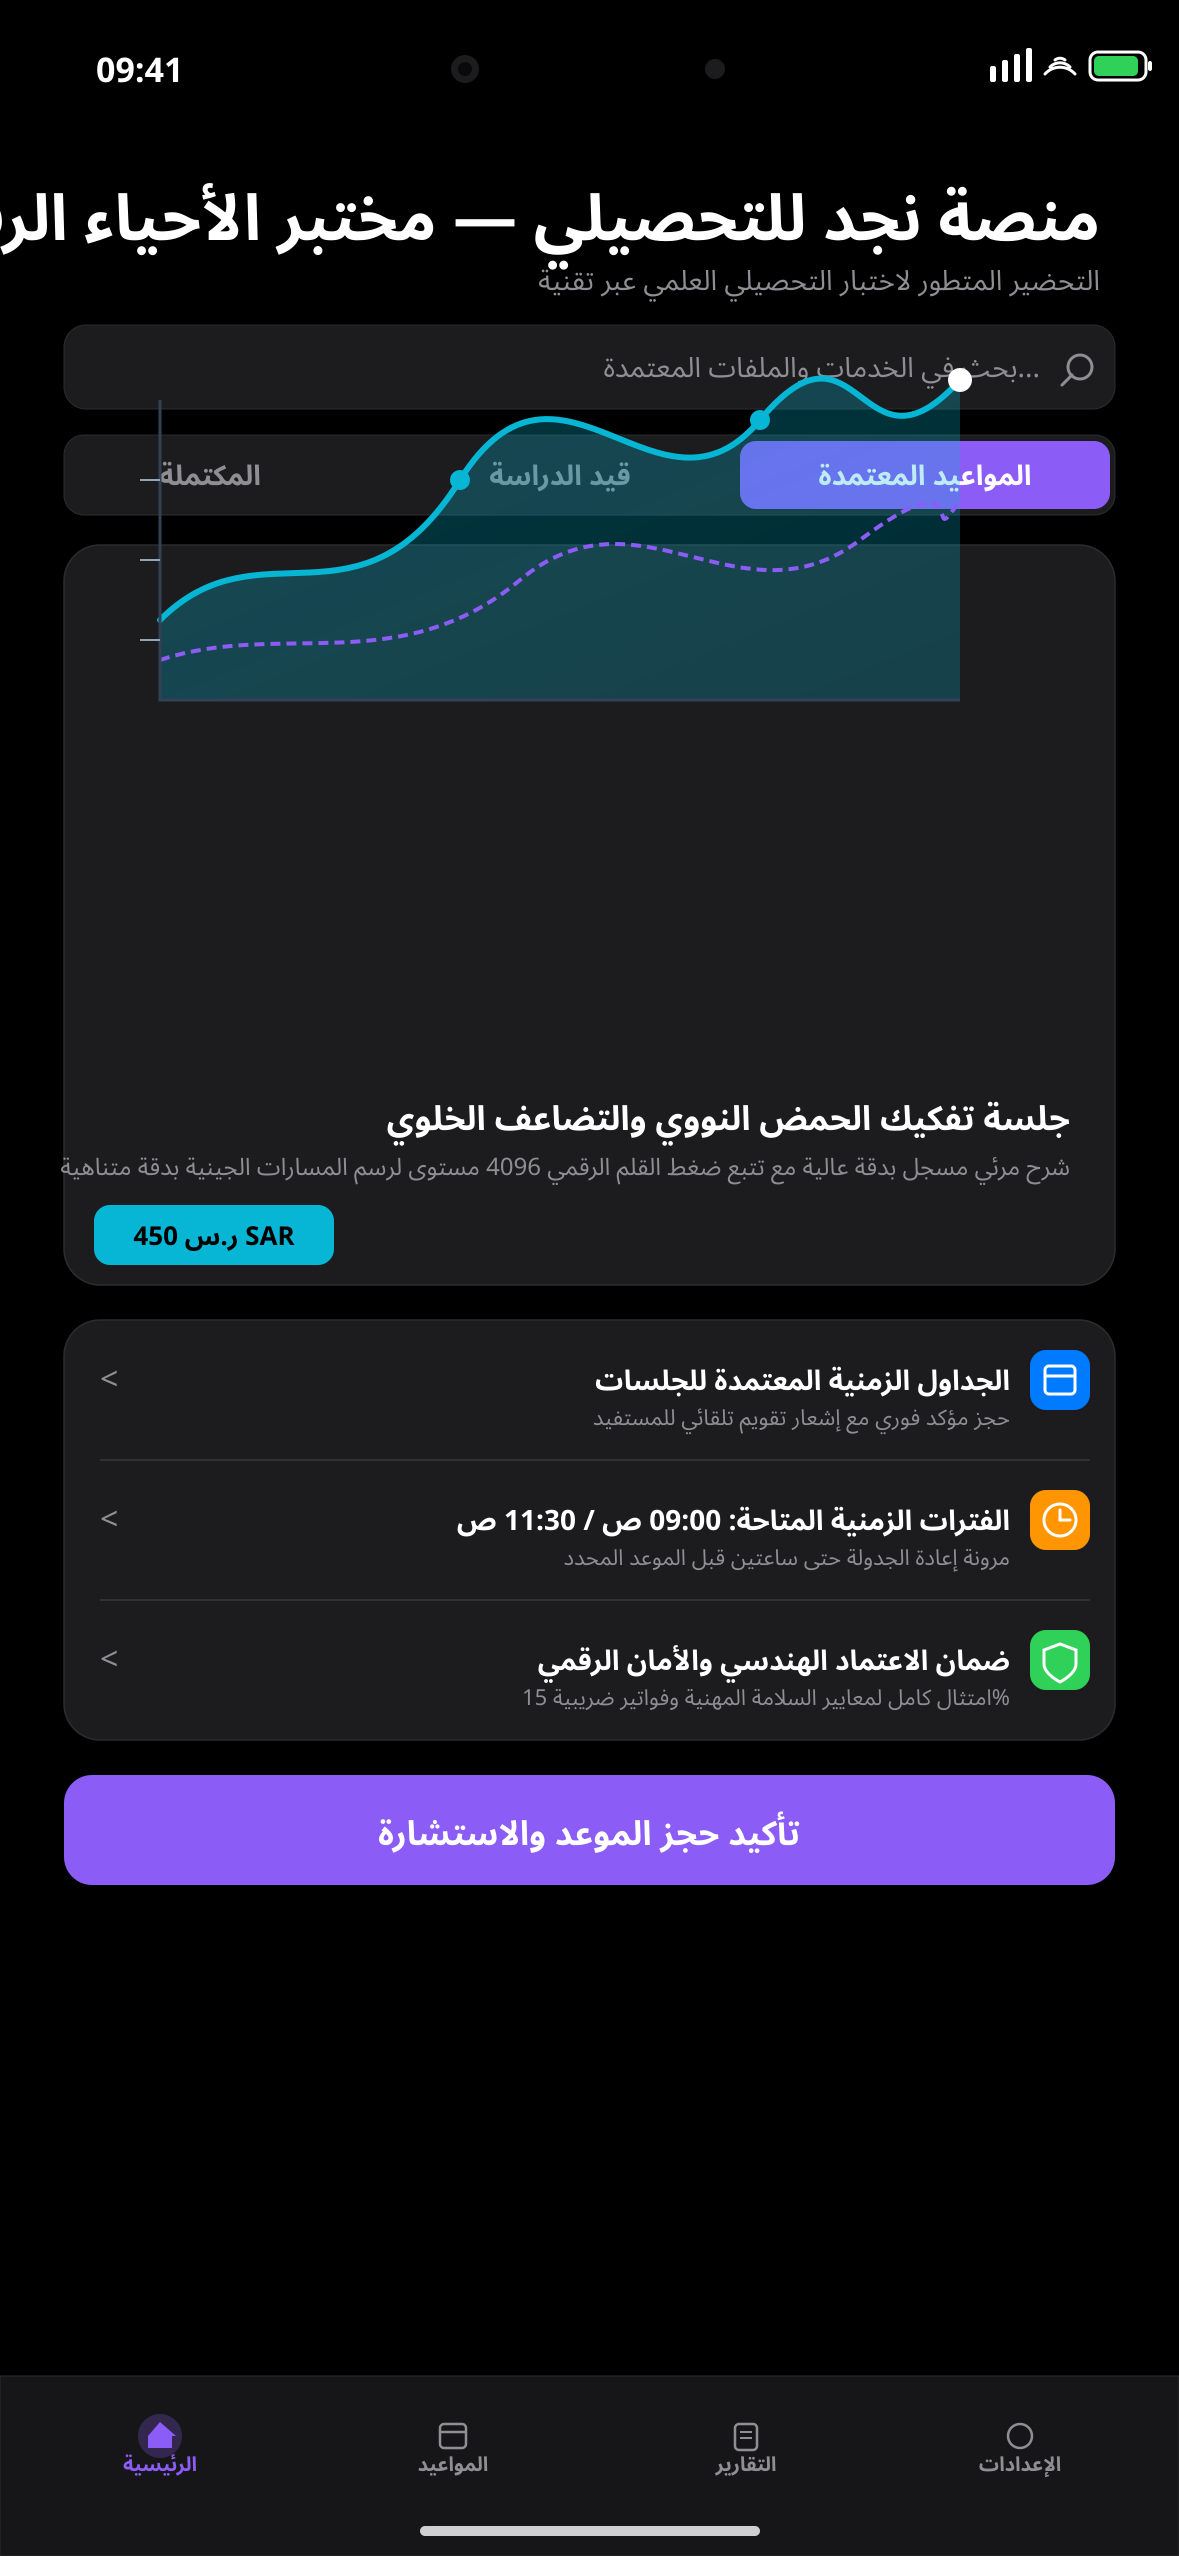 09:41
منصة نجد للتحصيلي — مختبر الأحياء
التحضير المتطور لاختبار التحصيلي العلمي عبر تقنية
بحث في الخدمات والملفات المعتمدة...
المواعيد المعتمدة
قيد الدراسة
المكتملة
جلسة تفكيك الحمض النووي والتضاعف الخلوي
شرح مرئي مسجل بدقة عالية مع تتبع ضغط القلم الرقمي 4096 مستوى لرسم المسارات الجينية بدقة متناهية
450 ر.س SAR
الجداول الزمنية المعتمدة للجلسات
حجز مؤكد فوري مع إشعار تقويم تلقائي للمستفيد
<
الفترات الزمنية المتاحة: 09:00 ص / 11:30 ص
مرونة إعادة الجدولة حتى ساعتين قبل الموعد المحدد
<
ضمان الاعتماد الهندسي والأمان الرقمي
امتثال كامل لمعايير السلامة المهنية وفواتير ضريبية 15%
<
تأكيد حجز الموعد والاستشارة
الإعدادات
التقارير
المواعيد
الرئيسية